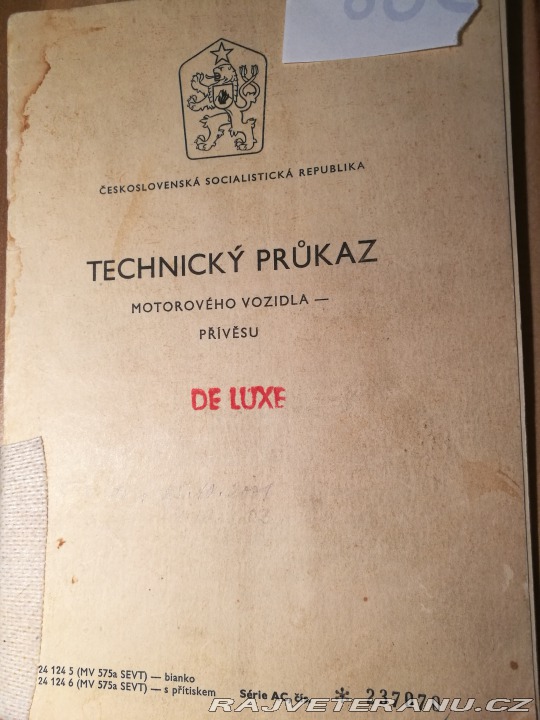 ČESKOSLOVENSKÁ SOCIALISTICKÁ REPUBLIKA
TECHNICKÝ PRŮKAZ
MOTOROVÉHO VOZIDLA —
PŘÍVĚSU
DE LUXE
24 124 5 (MV 575a SEVT) — bianko
24 124 6 (MV 575a SEVT) — s přítiskem
Série AC, čís.
RAJVETERANU.CZ